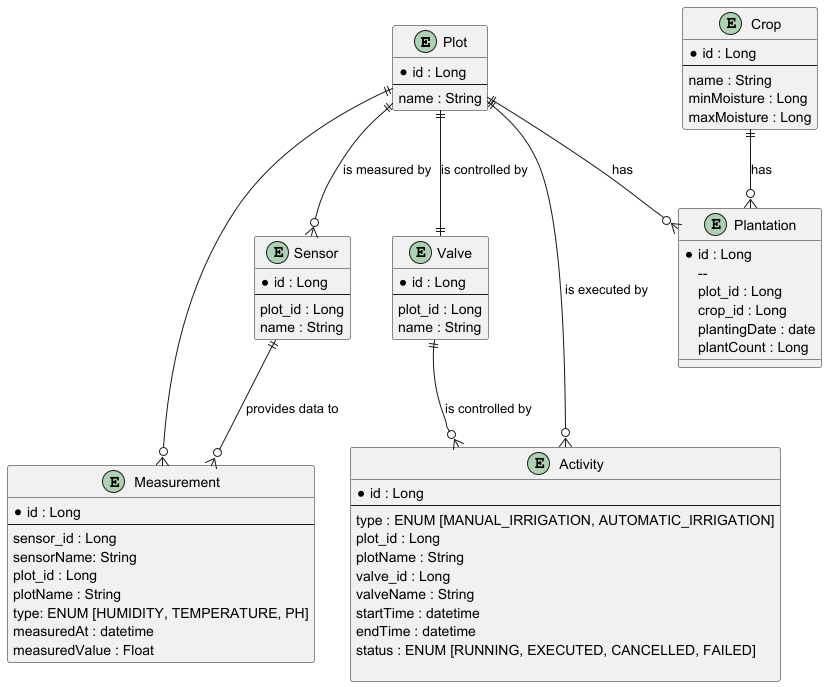 E Plot
* id : Long
name : String
E Crop
* id : Long
name : String
minMoisture : Long
maxMoisture : Long
is measured by
is controlled by
has
has
E Sensor
* id : Long
plot_id : Long
name : String
E Valve
* id : Long
plot_id : Long
name : String
is executed by
E Plantation
* id : Long
--
plot_id : Long
crop_id : Long
plantingDate : date
plantCount : Long
provides data to
is controlled by
E Measurement
* id : Long
sensor_id : Long
sensorName: String
plot_id : Long
plotName : String
type: ENUM [HUMIDITY, TEMPERATURE, PH]
measuredAt : datetime
measuredValue : Float
E Activity
* id : Long
type : ENUM [MANUAL_IRRIGATION, AUTOMATIC_IRRIGATION]
plot_id : Long
plotName : String
valve_id : Long
valveName : String
startTime : datetime
endTime : datetime
status : ENUM [RUNNING, EXECUTED, CANCELLED, FAILED]